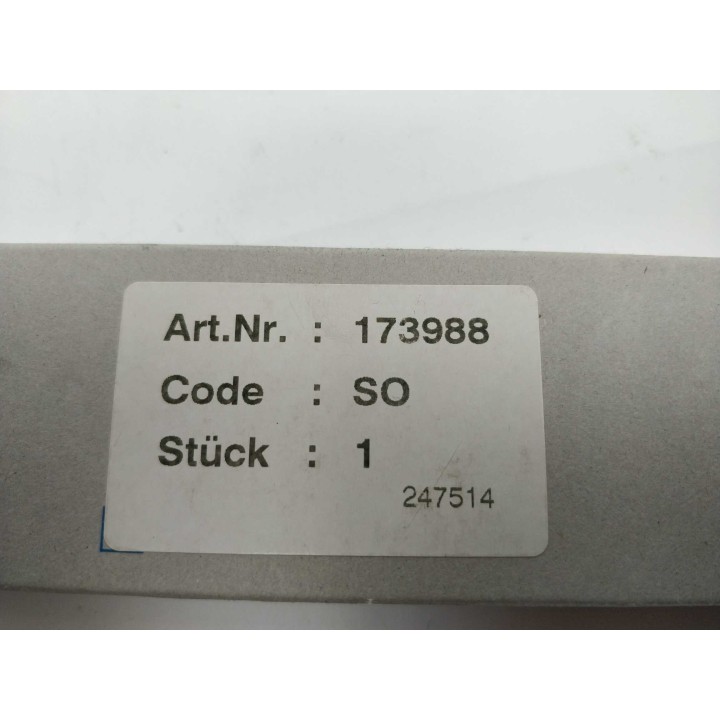 Art.Nr. : 173988
Code : SO
Stück : 1
247514